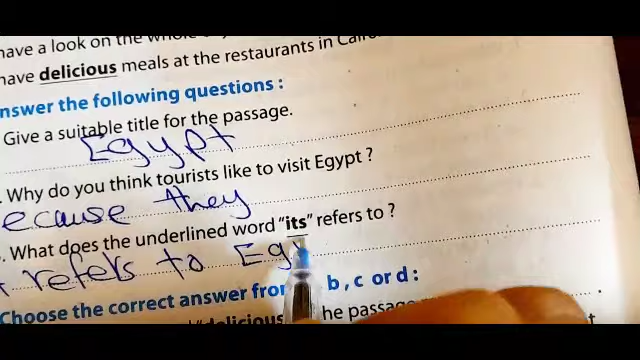 have a look on the whole
have delicious meals at the restaurants in Cairo
nswer the following questions :
Give a suitable title for the passage.
Egypt
. Why do you think tourists like to visit Egypt ?
ecause they
. What does the underlined word "its" refers to ?
refers to Eg
Choose the correct answer from b , c or d :
"delicious he passage